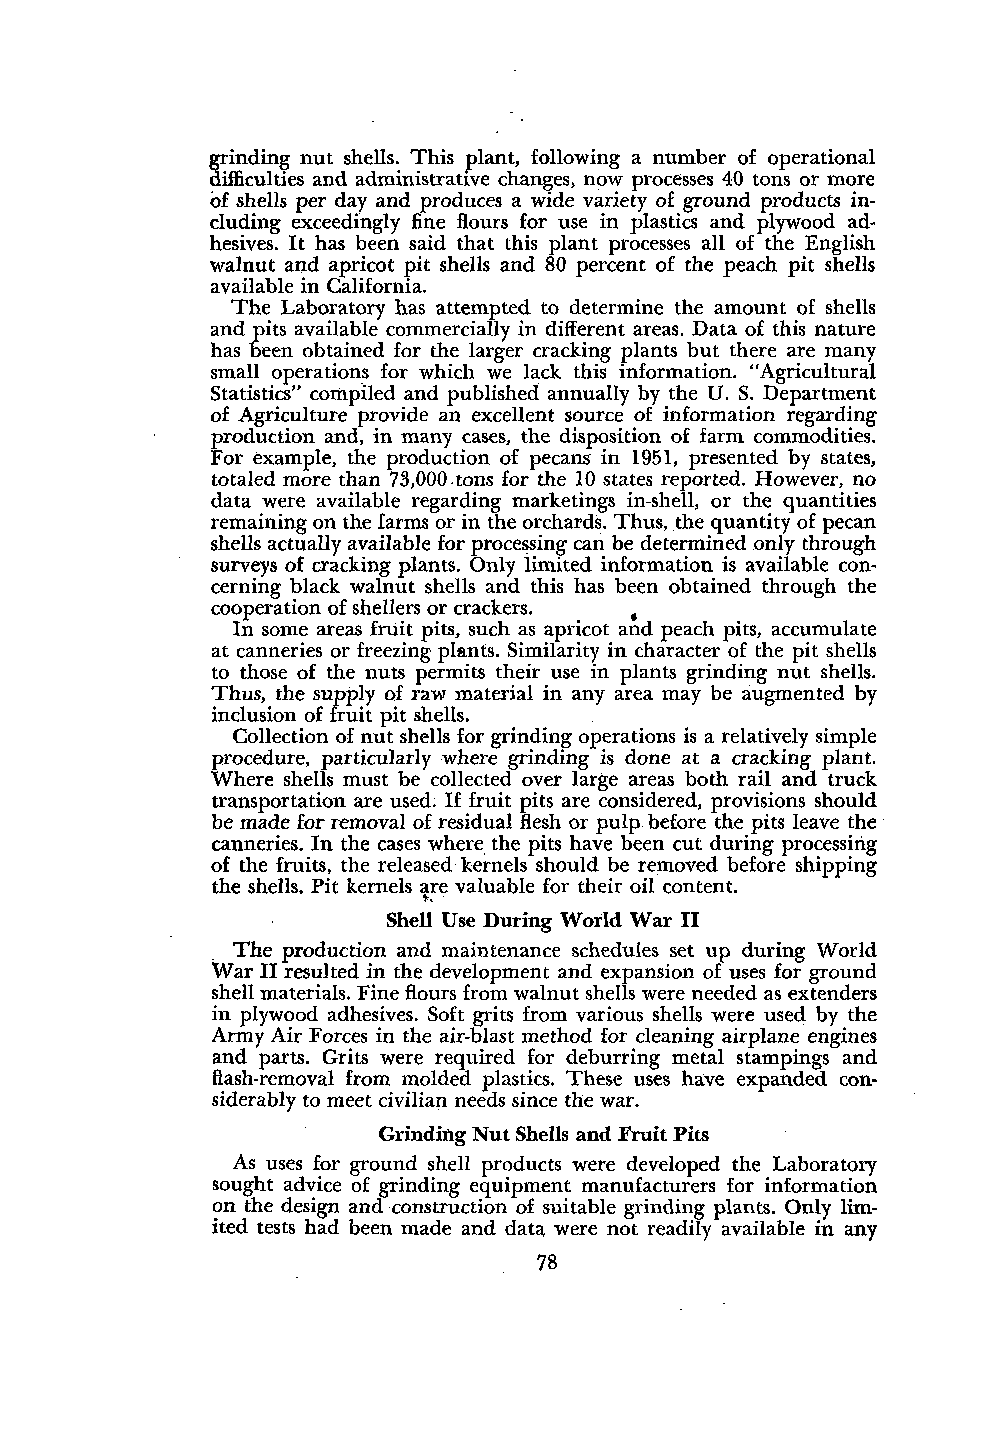 grinding nut shells. This plant, following a number of operational
difficulties and administrative changes, now processes 40 tons or more
of shells per day and produces a wide variety of ground products in-
cluding exceedingly fine flours for use in plastics and plywood ad-
hesives. It has been said that this plant processes all of the English
walnut and apricot pit shells and 80 percent of the peach pit shells
available in California.
The Laboratory has attempted to determine the amount of shells
and pits available commercially in different areas. Data of this nature
has been obtained for the larger cracking plants but there are many
small operations for which we lack this information. "Agricultural
Statistics" compiled and published annually by the U. S. Department
of Agriculture provide an excellent source of information regarding
production and, in many cases, the disposition of farm commodities.
For example, the production of pecans in 1951, presented by states,
totaled more than 73,000 tons for the 10 states reported. However, no
data were available regarding marketings in-shell, or the quantities
remaining on the farms or in the orchards. Thus, the quantity of pecan
shells actually available for processing can be determined only through
surveys of cracking plants. Only limited information is available con-
cerning black walnut shells and this has been obtained through the
cooperation of shellers or crackers.
In some areas fruit pits, such as apricot and peach pits, accumulate
at canneries or freezing plants. Similarity in character of the pit shells
to those of the nuts permits their use in plants grinding nut shells.
Thus, the supply of raw material in any area may be augmented by
inclusion of fruit pit shells.
Collection of nut shells for grinding operations is a relatively simple
procedure, particularly where grinding is done at a cracking plant.
Where shells must be collected over large areas both rail and truck
transportation are used. If fruit pits are considered, provisions should
be made for removal of residual flesh or pulp before the pits leave the
canneries. In the cases where the pits have been cut during processing
of the fruits, the released kernels should be removed before shipping
the shells. Pit kernels are valuable for their oil content.
Shell Use During World War II
The production and maintenance schedules set up during World
War II resulted in the development and expansion of uses for ground
shell materials. Fine flours from walnut shells were needed as extenders
in plywood adhesives. Soft grits from various shells were used by the
Army Air Forces in the air-blast method for cleaning airplane engines
and parts. Grits were required for deburring metal stampings and
flash-removal from molded plastics. These uses have expanded con-
siderably to meet civilian needs since the war.
Grinding Nut Shells and Fruit Pits
As uses for ground shell products were developed the Laboratory
sought advice of grinding equipment manufacturers for information
on the design and construction of suitable grinding plants. Only lim-
ited tests had been made and data were not readily available in any
78